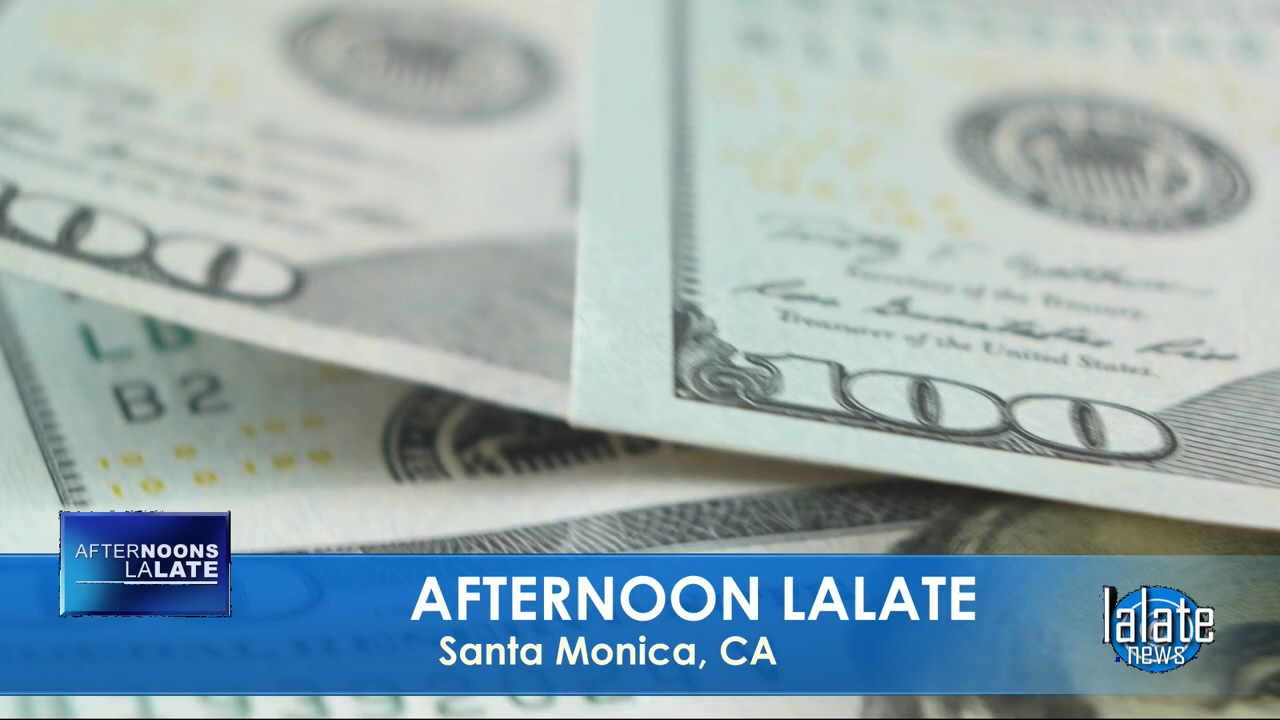 100
Secretary of the Treasury.
Treasurer of the United States.
100
LB
B2
AFTERNOONS
LALATE
AFTERNOON LALATE
Santa Monica, CA
lalate
news